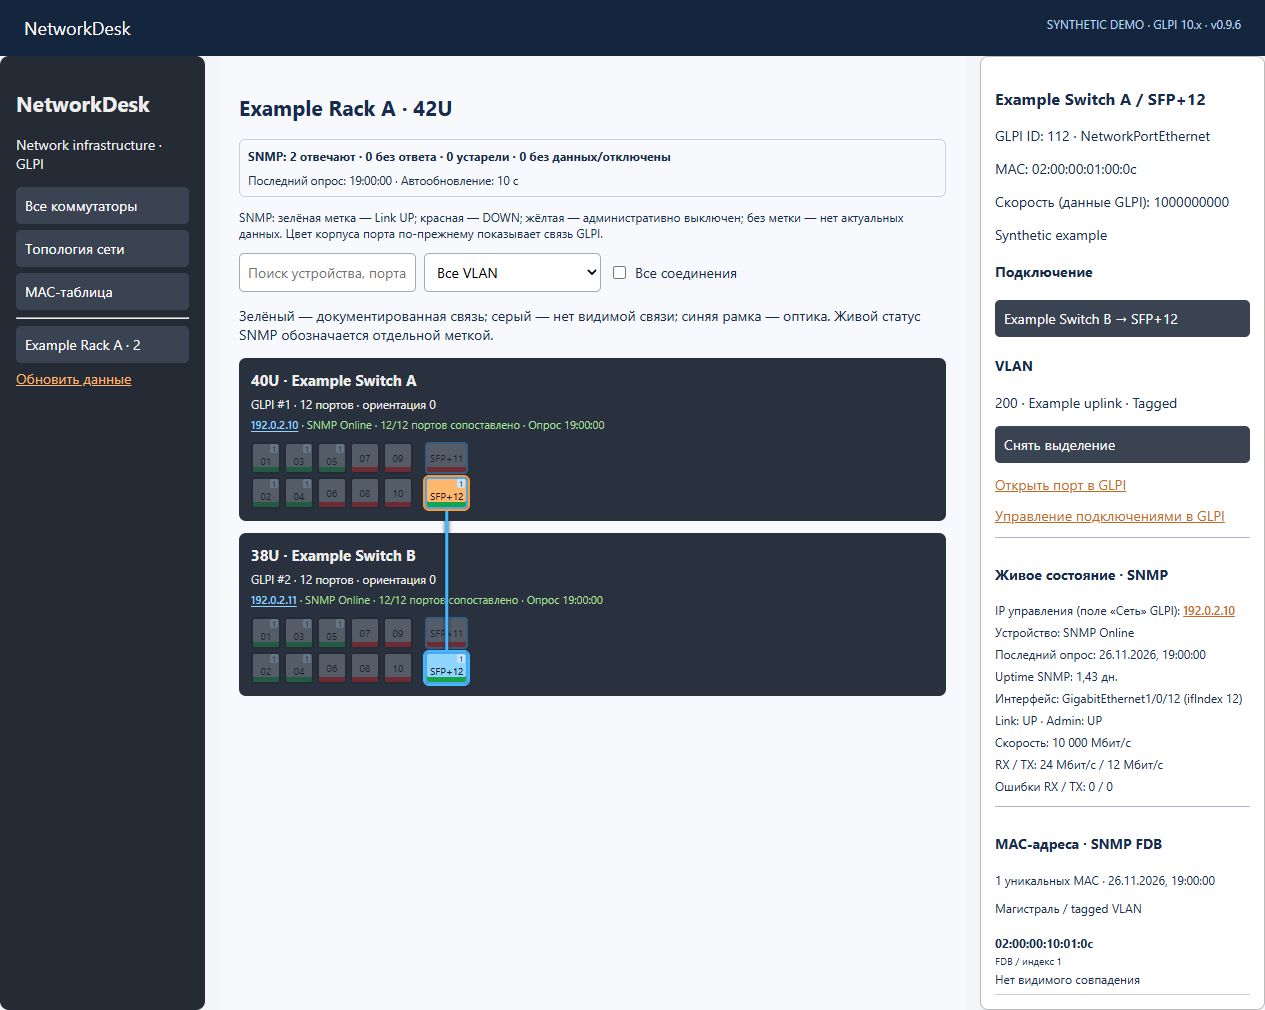 NetworkDesk
SYNTHETIC DEMO · GLPI 10.x · v0.9.6
NetworkDesk
Network infrastructure ·
GLPI
Все коммутаторы
Топология сети
MAC-таблица
Example Rack A · 2
Обновить данные
Example Rack A · 42U
SNMP: 2 отвечают · 0 без ответа · 0 устарели · 0 без данных/отключены
Последний опрос: 19:00:00 · Автообновление: 10 с
SNMP: зелёная метка — Link UP; красная — DOWN; жёлтая — административно выключен; без метки — нет актуальных
данных. Цвет корпуса порта по-прежнему показывает связь GLPI.
Поиск устройства, порта
Все VLAN
Все соединения
Зелёный — документированная связь; серый — нет видимой связи; синяя рамка — оптика. Живой статус
SNMP обозначается отдельной меткой.
40U · Example Switch A
GLPI #1 · 12 портов · ориентация 0
192.0.2.10 · SNMP Online · 12/12 портов сопоставлено · Опрос 19:00:00
1 1 1
01 03 05 07 09 SFP+11
1 1 1
02 04 06 08 10 SFP+12
38U · Example Switch B
GLPI #2 · 12 портов · ориентация 0
192.0.2.11 · SNMP Online · 12/12 портов сопоставлено · Опрос 19:00:00
1 1 1
01 03 05 07 09 SFP+11
1 1 1
02 04 06 08 10 SFP+12
Example Switch A / SFP+12
GLPI ID: 112 · NetworkPortEthernet
MAC: 02:00:00:01:00:0c
Скорость (данные GLPI): 1000000000
Synthetic example
Подключение
Example Switch B → SFP+12
VLAN
200 · Example uplink · Tagged
Снять выделение
Открыть порт в GLPI
Управление подключениями в GLPI
Живое состояние · SNMP
IP управления (поле «Сеть» GLPI): 192.0.2.10
Устройство: SNMP Online
Последний опрос: 26.11.2026, 19:00:00
Uptime SNMP: 1,43 дн.
Интерфейс: GigabitEthernet1/0/12 (ifIndex 12)
Link: UP · Admin: UP
Скорость: 10 000 Мбит/с
RX / TX: 24 Мбит/с / 12 Мбит/с
Ошибки RX / TX: 0 / 0
MAC-адреса · SNMP FDB
1 уникальных MAC · 26.11.2026, 19:00:00
Магистраль / tagged VLAN
02:00:00:10:01:0c
FDB / индекс 1
Нет видимого совпадения